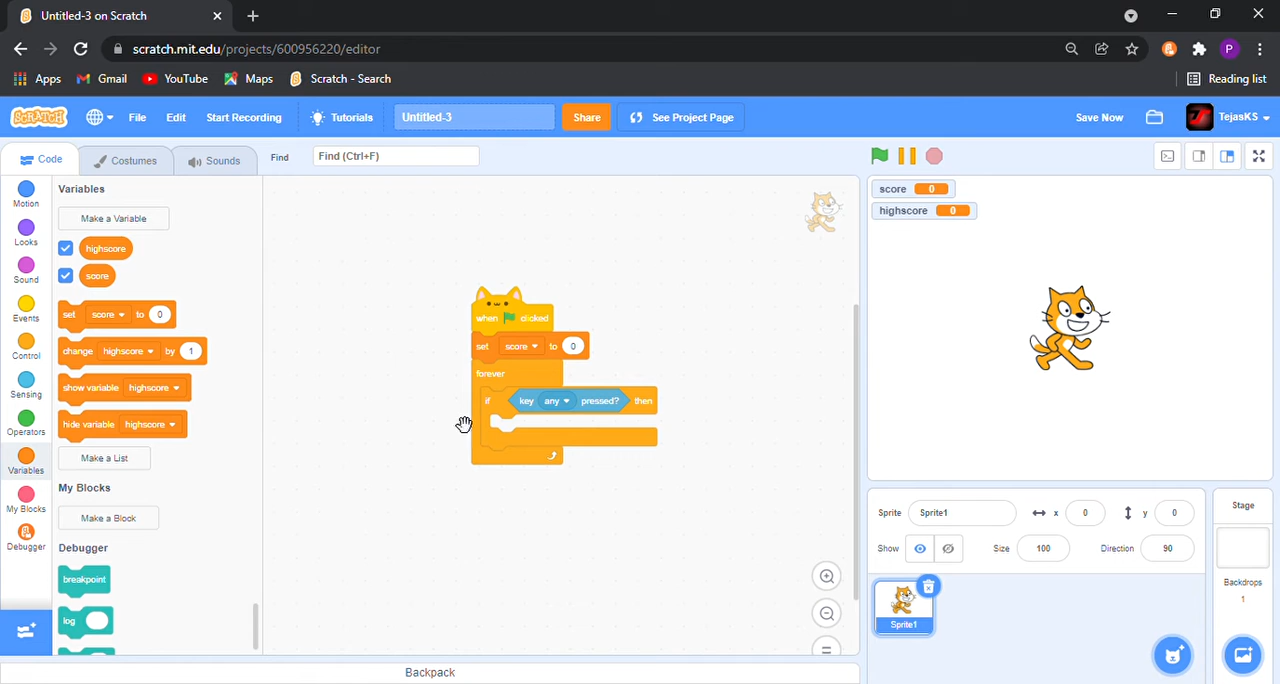 Untitled-3 on Scratch
scratch.mit.edu/projects/600956220/editor
P
Apps Gmail YouTube Maps Scratch - Search Reading list
SCRATCH File Edit Start Recording Tutorials Untitled-3 Share See Project Page Save Now TejasKS
Code Costumes Sounds Find Find (Ctrl+F)
Motion
Looks
Sound
Events
Control
Sensing
Operators
Variables
My Blocks
Debugger
Variables
Make a Variable
highscore
score
set score to 0
change highscore by 1
show variable highscore
hide variable highscore
Make a List
My Blocks
Make a Block
Debugger
breakpoint
log
when clicked
set score to 0
forever
if key any pressed? then
Backpack
score 0
highscore 0
Sprite Sprite1 x 0 y 0
Show Size 100 Direction 90
Sprite1
Stage
Backdrops
1